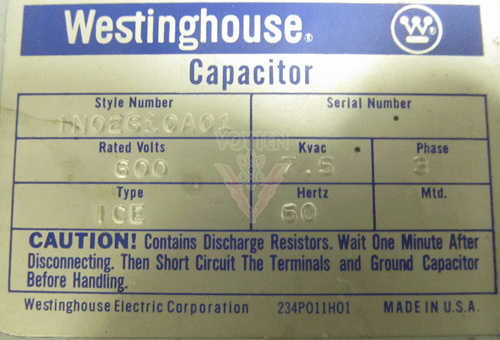 Westinghouse.
W
Capacitor
Style Number Serial Number
1N02610A01
VOYTEN
Rated Volts Kvac Phase
600 7.5 3
Type Hertz Mtd.
ICE 60
CAUTION! Contains Discharge Resistors. Wait One Minute After
Disconnecting. Then Short Circuit The Terminals and Ground Capacitor
Before Handling.
Westinghouse Electric Corporation 234P011H01 MADE IN U.S.A.